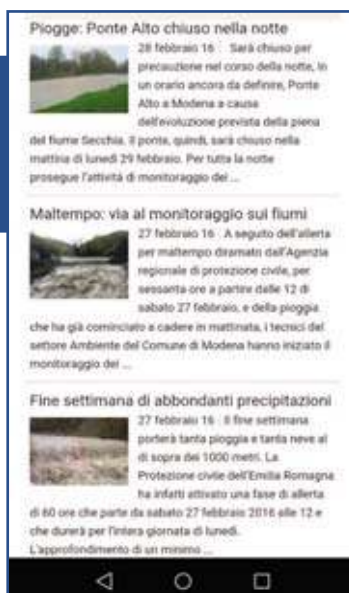 Piogge: Ponte Alto chiuso nella notte
28 febbraio 16 : Sarà chiuso per
precauzione nel corso della notte, in
un orario ancora da definire, Ponte
Alto a Modena a causa
dell'evoluzione prevista della piena
del fiume Secchia. Il ponte, quindi, sarà chiuso nella
mattina di lunedì 29 febbraio. Per tutta la notte
prosegue l'attività di monitoraggio dei ...
Maltempo: via al monitoraggio sui fiumi
27 febbraio 16 : A seguito dell'allerta
per maltempo diramato dall'Agenzia
regionale di protezione civile, per
sessanta ore a partire dalle 12 di
sabato 27 febbraio, e della pioggia
che ha già cominciato a cadere in mattinata, i tecnici del
settore Ambiente del Comune di Modena hanno iniziato il
monitoraggio dei ...
Fine settimana di abbondanti precipitazioni
27 febbraio 16 : Il fine settimana
porterà tanta pioggia e tanta neve al
di sopra dei 1000 metri. La
Protezione civile dell'Emilia Romagna
ha infatti attivato una fase di allerta
di 60 ore che parte da sabato 27 febbraio 2016 alle 12 e
che durerà per l'intera giornata di lunedì.
L'approfondimento di un minimo ...